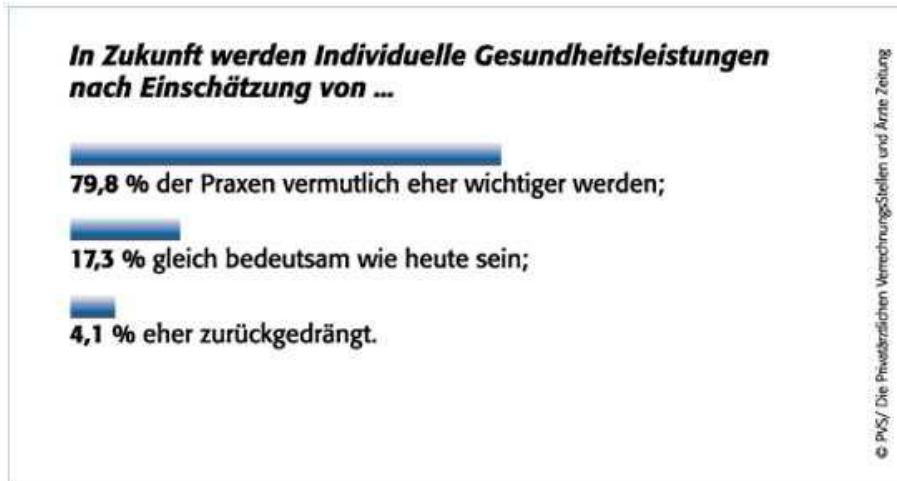 In Zukunft werden Individuelle Gesundheitsleistungen
nach Einschätzung von ...
79,8 % der Praxen vermutlich eher wichtiger werden;
17,3 % gleich bedeutsam wie heute sein;
4,1 % eher zurückgedrängt.
© PVS/ Die Privatärztlichen VerrechnungsStellen und Ärzte Zeitung